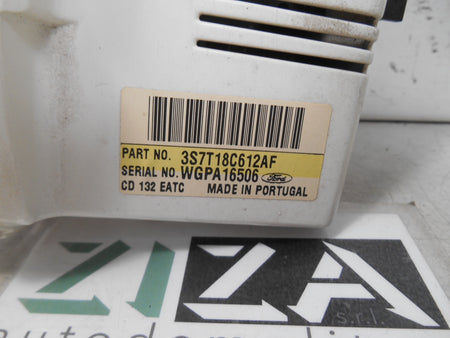 PART NO. 3S7T18C612AF
SERIAL NO. WGPA16506 Ford
CD 132 EATC MADE IN PORTUGAL
ZIZA
s.r.l.